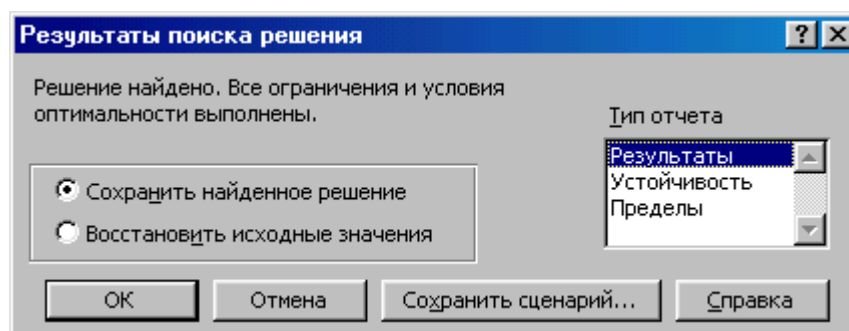 Результаты поиска решения
Решение найдено. Все ограничения и условия
оптимальности выполнены.
Тип отчета
Результаты
Устойчивость
Пределы
Сохранить найденное решение
Восстановить исходные значения
ОК
Отмена
Сохранить сценарий...
Справка